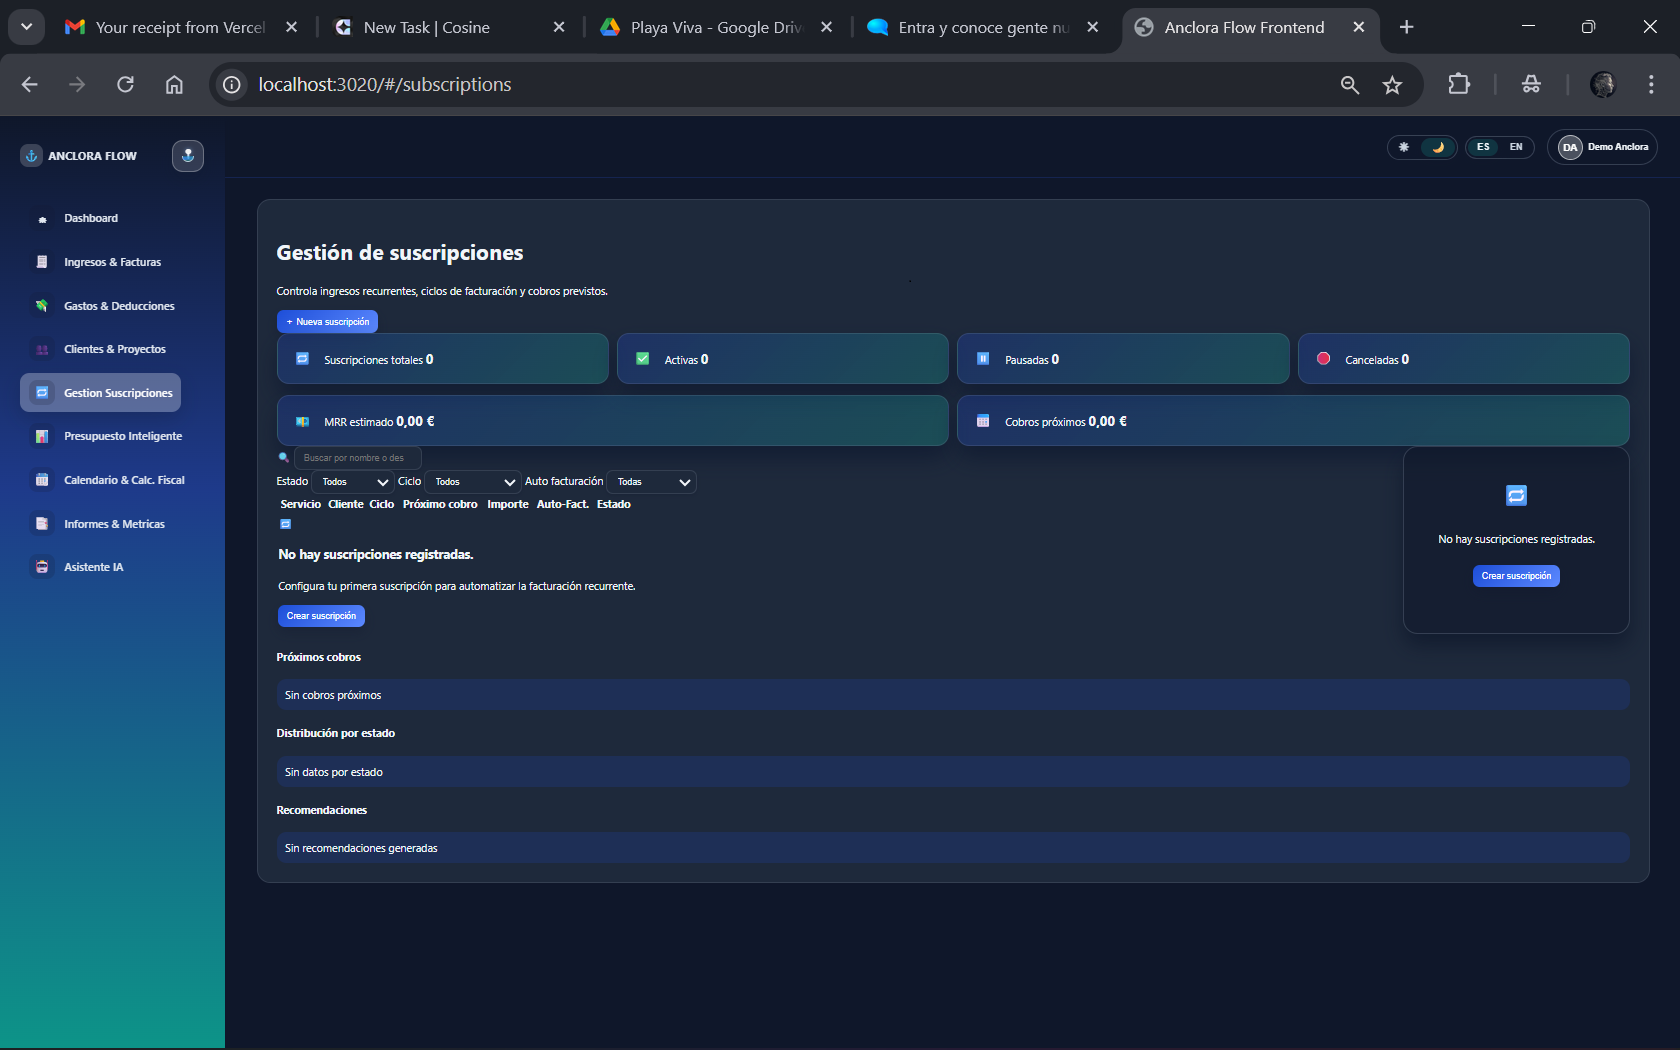 Your receipt from Vercel
New Task | Cosine
Playa Viva - Google Driv
Entra y conoce gente nu
Anclora Flow Frontend
localhost:3020/#/subscriptions
ANCLORA FLOW
ES
EN
DA
Demo Anclora
Dashboard
Ingresos & Facturas
Gastos & Deducciones
Clientes & Proyectos
Gestion Suscripciones
Presupuesto Inteligente
Calendario & Calc. Fiscal
Informes & Metricas
Asistente IA
Gestión de suscripciones
Controla ingresos recurrentes, ciclos de facturación y cobros previstos.
+ Nueva suscripción
Suscripciones totales 0
Activas 0
Pausadas 0
Canceladas 0
MRR estimado 0,00 €
Cobros próximos 0,00 €
Buscar por nombre o des
Estado Todos Ciclo Todos Auto facturación Todas
Servicio Cliente Ciclo Próximo cobro Importe Auto-Fact. Estado
No hay suscripciones registradas.
Configura tu primera suscripción para automatizar la facturación recurrente.
Crear suscripción
No hay suscripciones registradas.
Crear suscripción
Próximos cobros
Sin cobros próximos
Distribución por estado
Sin datos por estado
Recomendaciones
Sin recomendaciones generadas